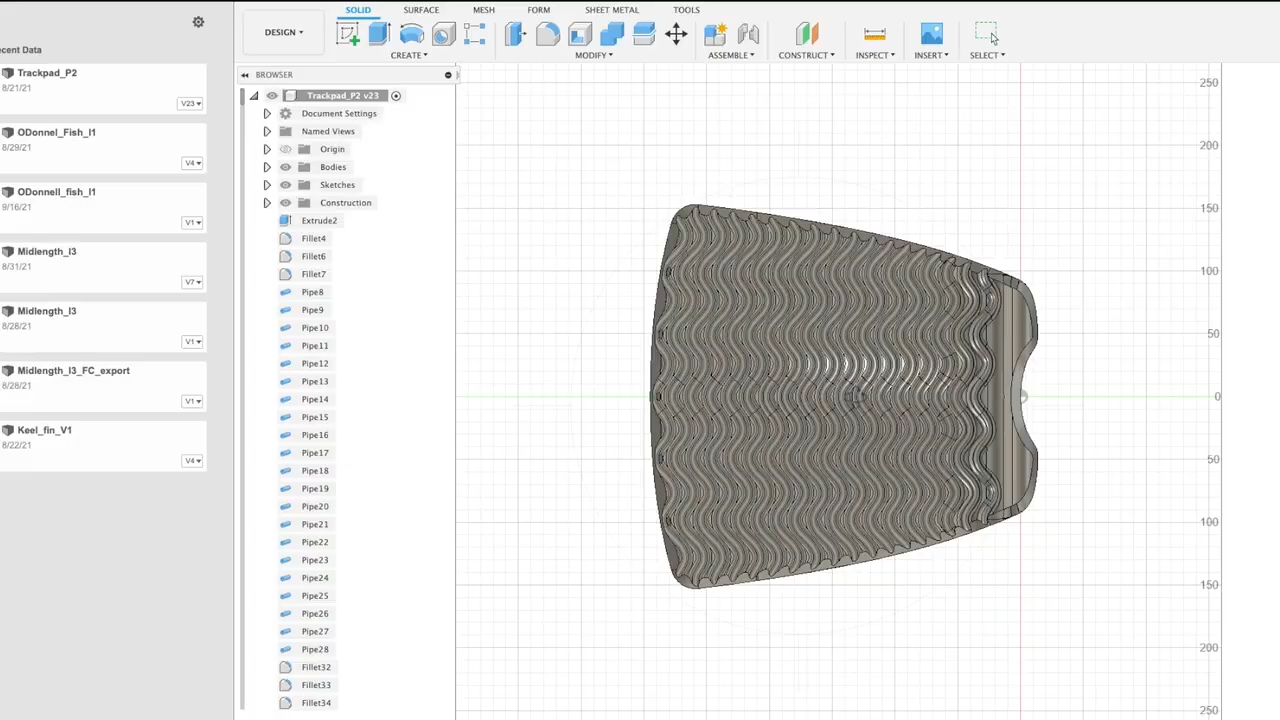 SOLID SURFACE MESH FORM SHEET METAL TOOLS
DESIGN
CREATE MODIFY ASSEMBLE CONSTRUCT INSPECT INSERT SELECT
ecent Data
Trackpad_P2
8/21/21
V23
ODonnel_Fish_I1
8/29/21
V4
ODonnell_fish_I1
9/16/21
V1
Midlength_I3
8/31/21
V7
Midlength_I3
8/28/21
V1
Midlength_I3_FC_export
8/28/21
V1
Keel_fin_V1
8/22/21
V4
BROWSER
Trackpad_P2 v23
Document Settings
Named Views
Origin
Bodies
Sketches
Construction
Extrude2
Fillet4
Fillet6
Fillet7
Pipe8
Pipe9
Pipe10
Pipe11
Pipe12
Pipe13
Pipe14
Pipe15
Pipe16
Pipe17
Pipe18
Pipe19
Pipe20
Pipe21
Pipe22
Pipe23
Pipe24
Pipe25
Pipe26
Pipe27
Pipe28
Fillet32
Fillet33
Fillet34
250
200
150
100
50
0
50
100
150
200
250